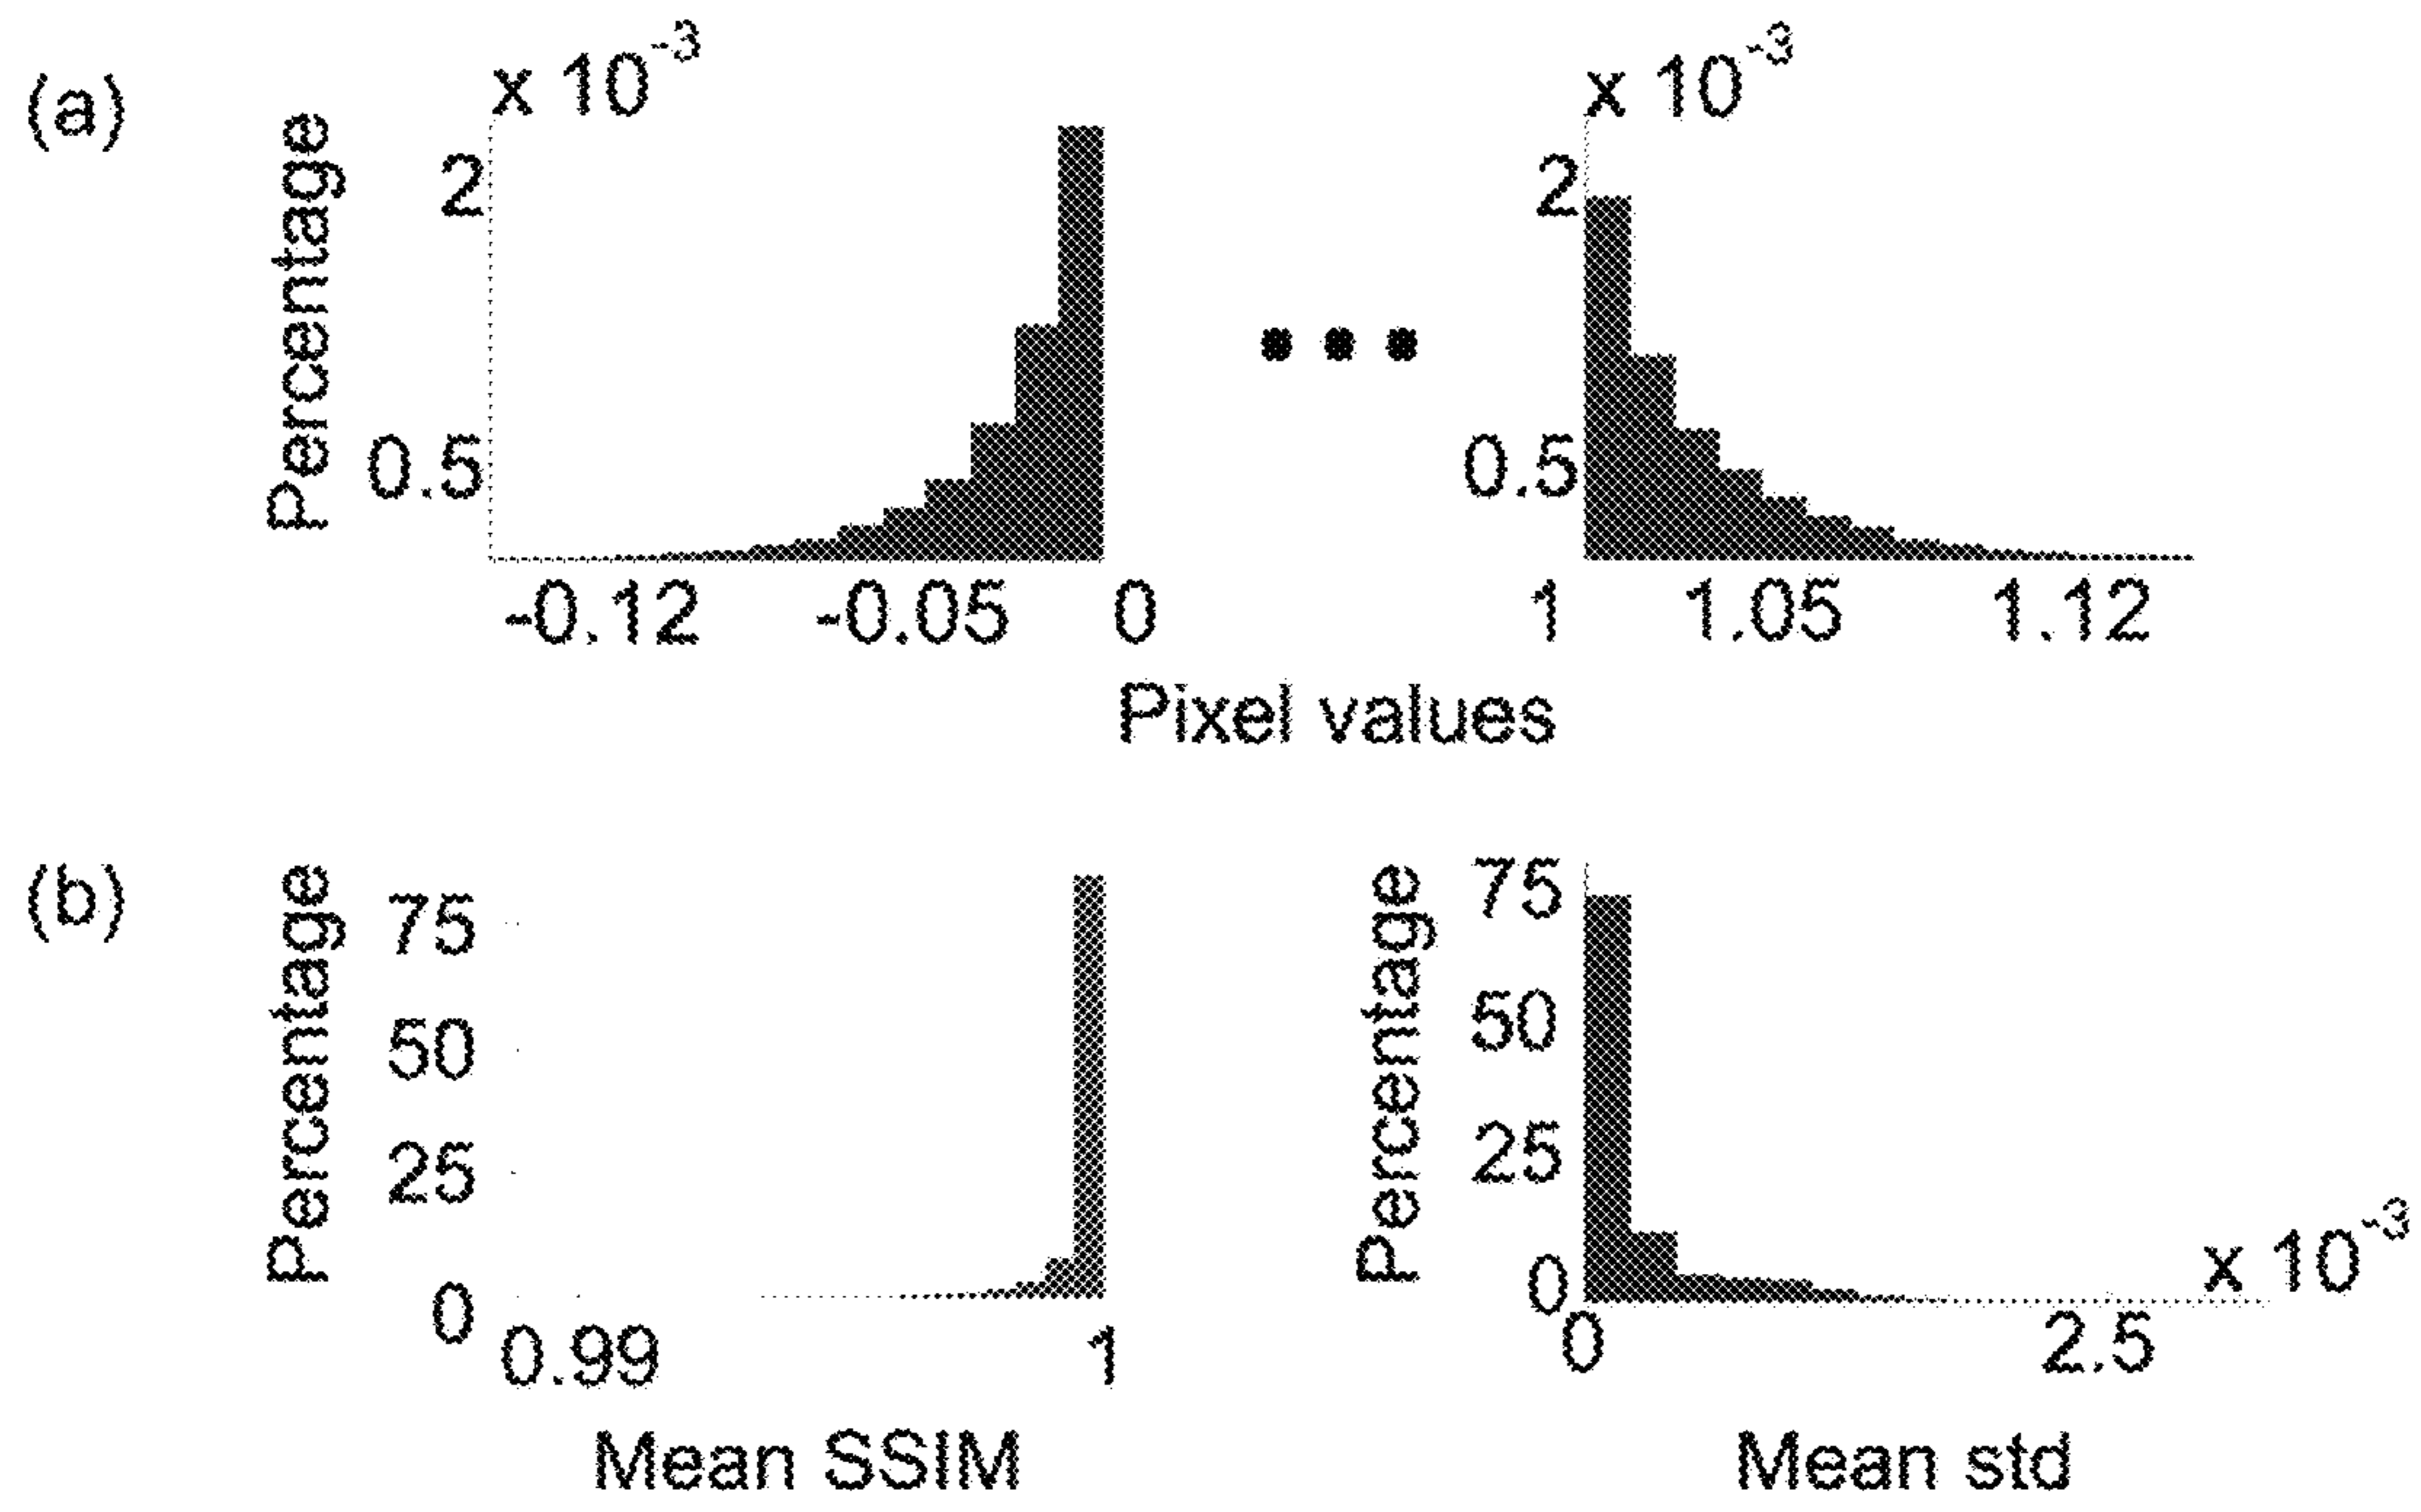 (a)
Percentage
x 10-3
2
0.5
-0.12 -0.05 0
x 10-3
2
0.5
1 1.05 1.12
Pixel values
(b)
Percentage
75
50
25
0
0.99 1
Mean SSIM
Percentage
75
50
25
0
0 2.5
x 10-3
Mean std